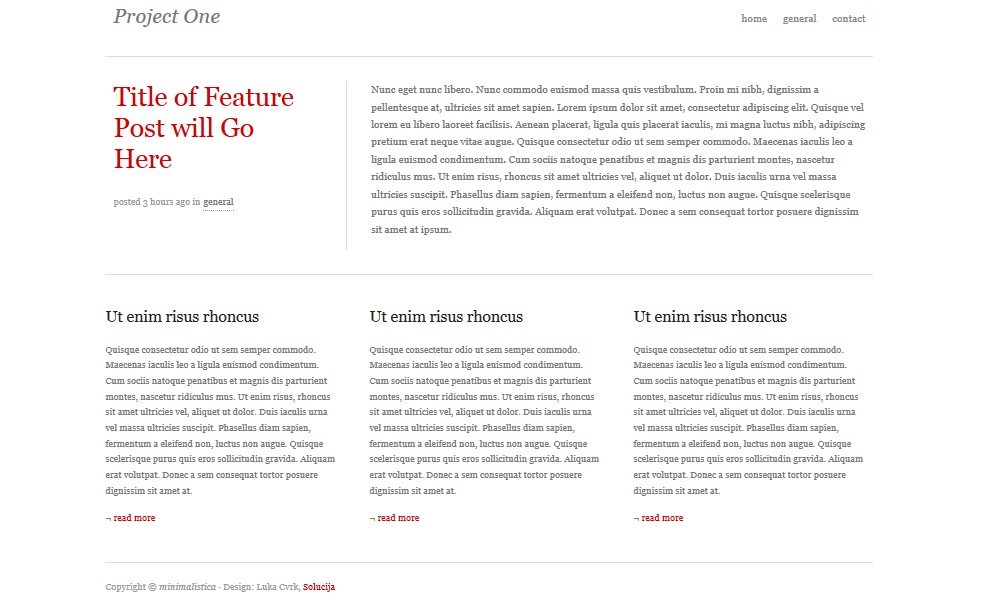 Project One
home general contact
Title of Feature
Post will Go
Here
posted 3 hours ago in general
Nunc eget nunc libero. Nunc commodo euismod massa quis vestibulum. Proin mi nibh, dignissim a
pellentesque at, ultricies sit amet sapien. Lorem ipsum dolor sit amet, consectetur adipiscing elit. Quisque vel
lorem eu libero laoreet facilisis. Aenean placerat, ligula quis placerat iaculis, mi magna luctus nibh, adipiscing
pretium erat neque vitae augue. Quisque consectetur odio ut sem semper commodo. Maecenas iaculis leo a
ligula euismod condimentum. Cum sociis natoque penatibus et magnis dis parturient montes, nascetur
ridiculus mus. Ut enim risus, rhoncus sit amet ultricies vel, aliquet ut dolor. Duis iaculis urna vel massa
ultricies suscipit. Phasellus diam sapien, fermentum a eleifend non, luctus non augue. Quisque scelerisque
purus quis eros sollicitudin gravida. Aliquam erat volutpat. Donec a sem consequat tortor posuere dignissim
sit amet at ipsum.
Ut enim risus rhoncus
Quisque consectetur odio ut sem semper commodo.
Maecenas iaculis leo a ligula euismod condimentum.
Cum sociis natoque penatibus et magnis dis parturient
montes, nascetur ridiculus mus. Ut enim risus, rhoncus
sit amet ultricies vel, aliquet ut dolor. Duis iaculis urna
vel massa ultricies suscipit. Phasellus diam sapien,
fermentum a eleifend non, luctus non augue. Quisque
scelerisque purus quis eros sollicitudin gravida. Aliquam
erat volutpat. Donec a sem consequat tortor posuere
dignissim sit amet at.
¬ read more
Ut enim risus rhoncus
Quisque consectetur odio ut sem semper commodo.
Maecenas iaculis leo a ligula euismod condimentum.
Cum sociis natoque penatibus et magnis dis parturient
montes, nascetur ridiculus mus. Ut enim risus, rhoncus
sit amet ultricies vel, aliquet ut dolor. Duis iaculis urna
vel massa ultricies suscipit. Phasellus diam sapien,
fermentum a eleifend non, luctus non augue. Quisque
scelerisque purus quis eros sollicitudin gravida. Aliquam
erat volutpat. Donec a sem consequat tortor posuere
dignissim sit amet at.
¬ read more
Ut enim risus rhoncus
Quisque consectetur odio ut sem semper commodo.
Maecenas iaculis leo a ligula euismod condimentum.
Cum sociis natoque penatibus et magnis dis parturient
montes, nascetur ridiculus mus. Ut enim risus, rhoncus
sit amet ultricies vel, aliquet ut dolor. Duis iaculis urna
vel massa ultricies suscipit. Phasellus diam sapien,
fermentum a eleifend non, luctus non augue. Quisque
scelerisque purus quis eros sollicitudin gravida. Aliquam
erat volutpat. Donec a sem consequat tortor posuere
dignissim sit amet at.
¬ read more
Copyright © minimalistica - Design: Luka Cvrk, Solucija